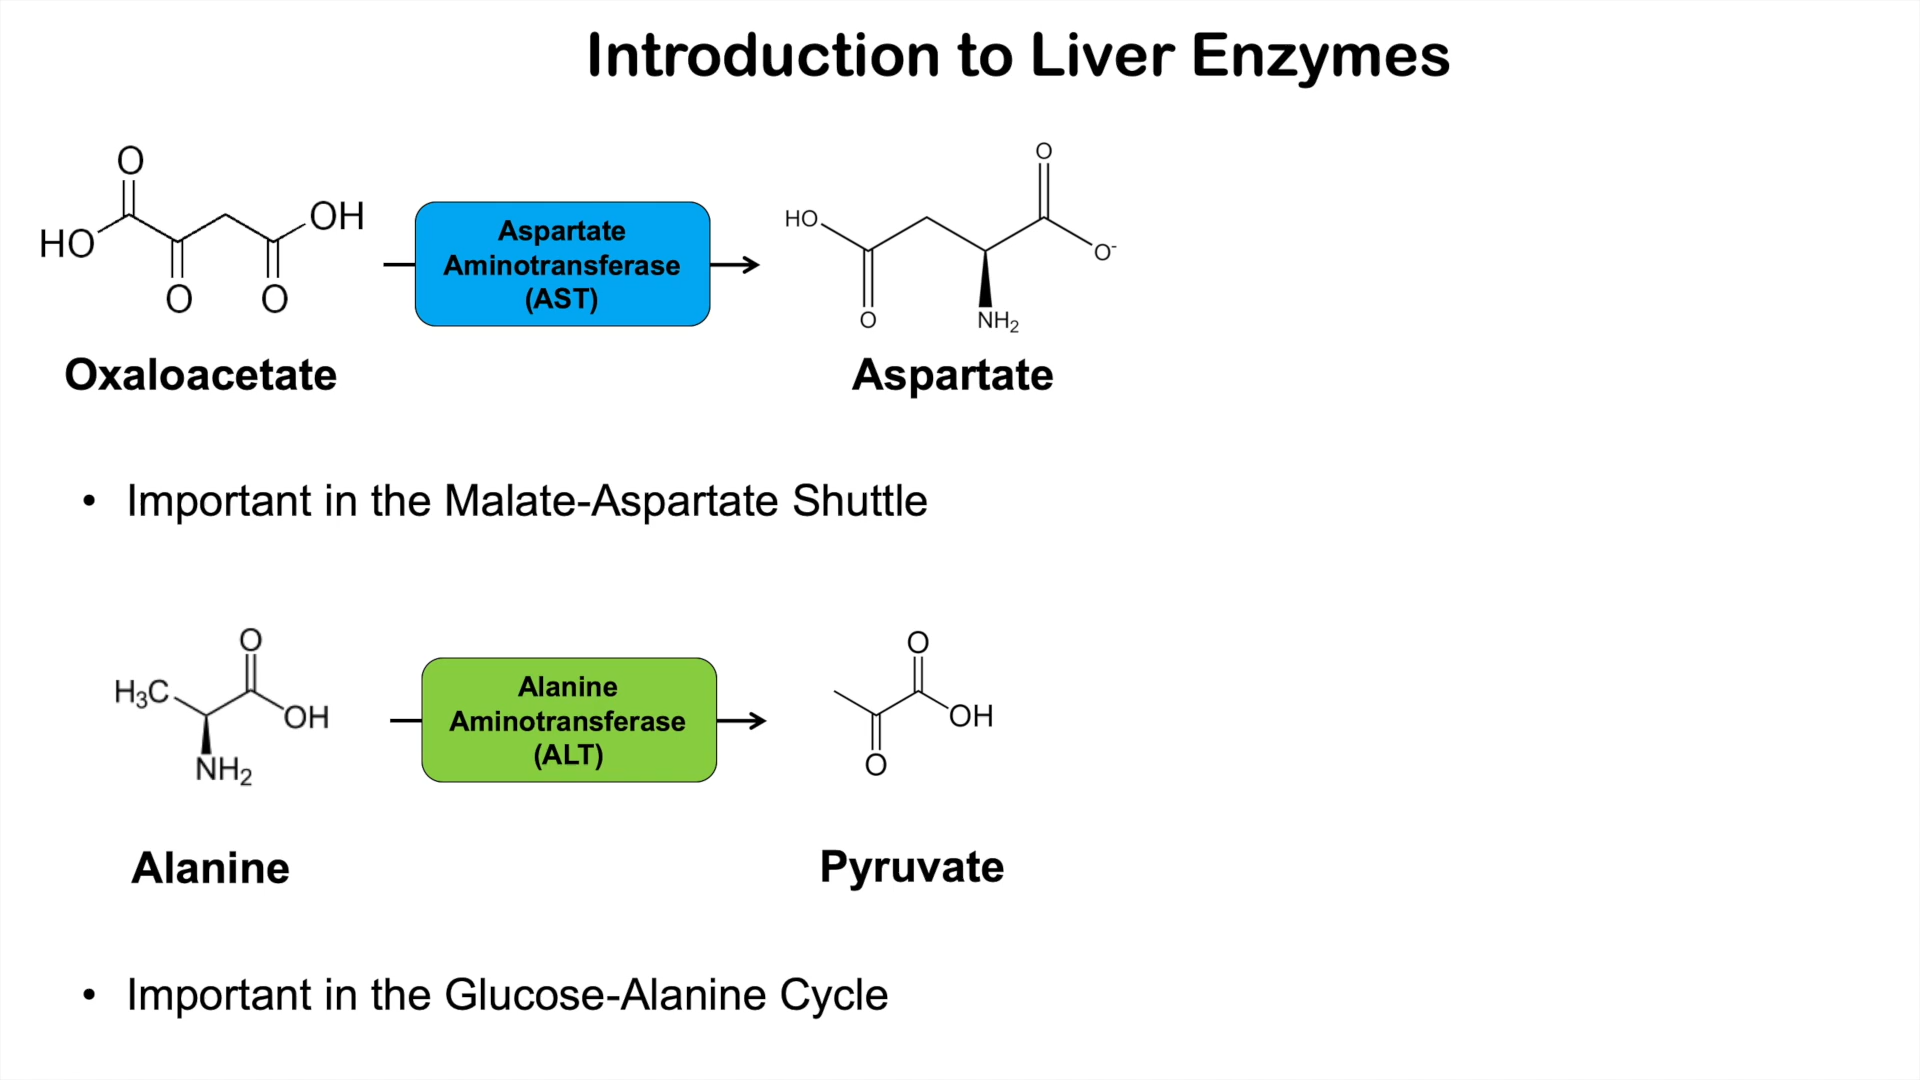 Introduction to Liver Enzymes
O
HO
OH
O
O
Aspartate
Aminotransferase
(AST)
O
HO
O-
O
NH2
Oxaloacetate
Aspartate
• Important in the Malate-Aspartate Shuttle
O
H3C
OH
NH2
Alanine
Aminotransferase
(ALT)
O
OH
O
Alanine
Pyruvate
• Important in the Glucose-Alanine Cycle